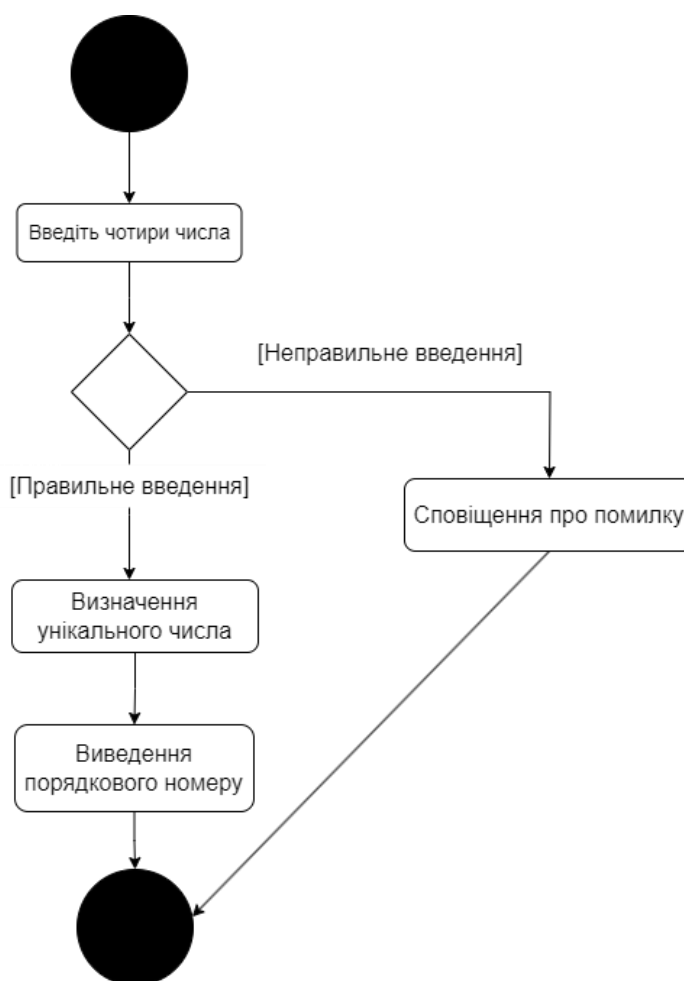 Введіть чотири числа
[Неправильне введення]
[Правильне введення]
Сповіщення про помилку
Визначення
унікального числа
Виведення
порядкового номеру